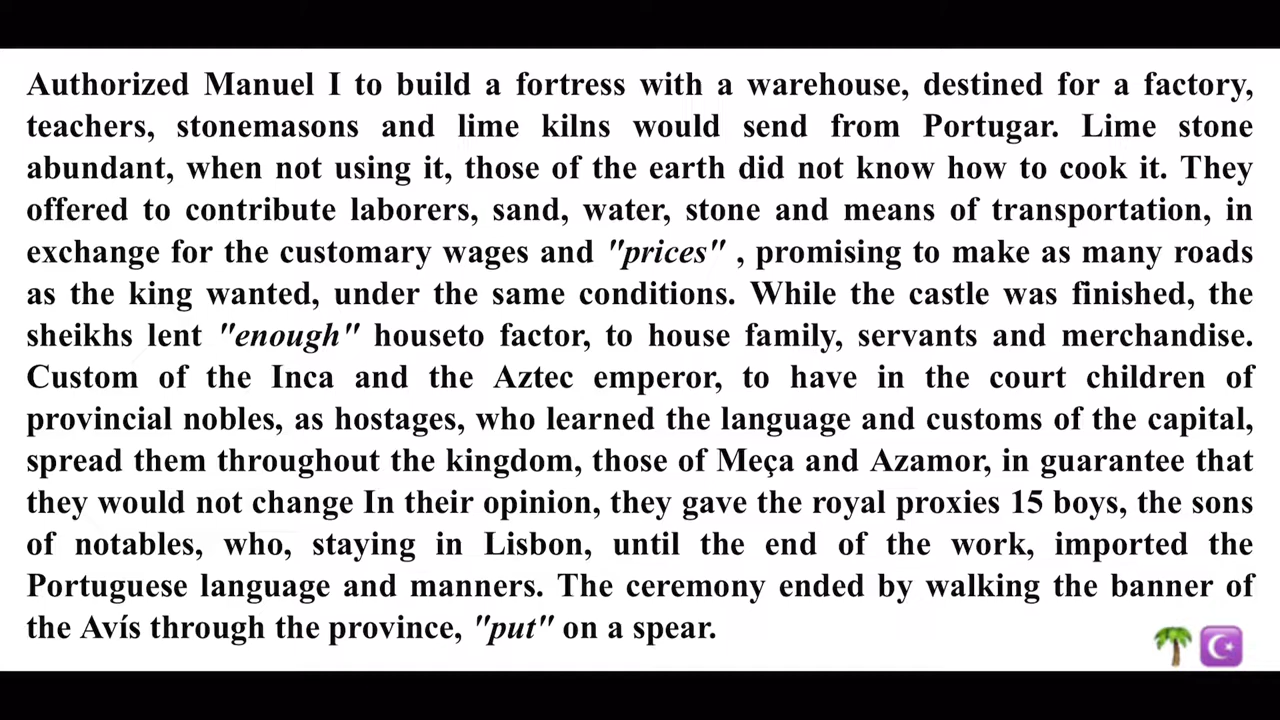 Authorized Manuel I to build a fortress with a warehouse, destined for a factory,
teachers, stonemasons and lime kilns would send from Portugar. Lime stone
abundant, when not using it, those of the earth did not know how to cook it. They
offered to contribute laborers, sand, water, stone and means of transportation, in
exchange for the customary wages and "prices" , promising to make as many roads
as the king wanted, under the same conditions. While the castle was finished, the
sheikhs lent "enough" houseto factor, to house family, servants and merchandise.
Custom of the Inca and the Aztec emperor, to have in the court children of
provincial nobles, as hostages, who learned the language and customs of the capital,
spread them throughout the kingdom, those of Meça and Azamor, in guarantee that
they would not change In their opinion, they gave the royal proxies 15 boys, the sons
of notables, who, staying in Lisbon, until the end of the work, imported the
Portuguese language and manners. The ceremony ended by walking the banner of
the Avís through the province, "put" on a spear.